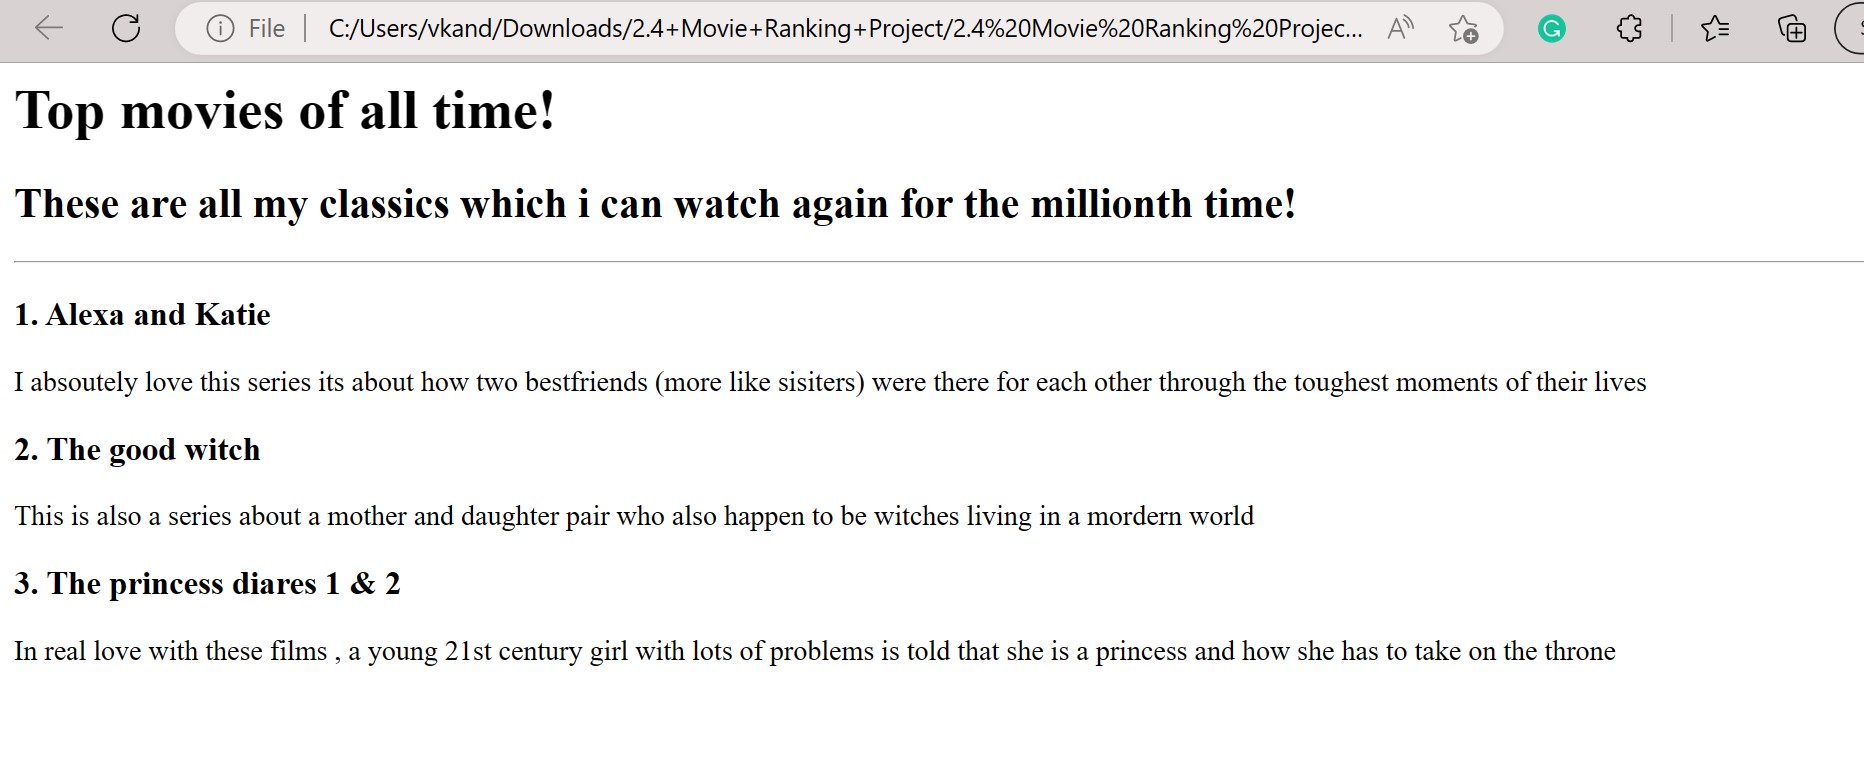 File C:/Users/vkand/Downloads/2.4+Movie+Ranking+Project/2.4%20Movie%20Ranking%20Projec...
Top movies of all time!
These are all my classics which i can watch again for the millionth time!
1. Alexa and Katie
I absoutely love this series its about how two bestfriends (more like sisiters) were there for each other through the toughest moments of their lives
2. The good witch
This is also a series about a mother and daughter pair who also happen to be witches living in a mordern world
3. The princess diares 1 & 2
In real love with these films , a young 21st century girl with lots of problems is told that she is a princess and how she has to take on the throne